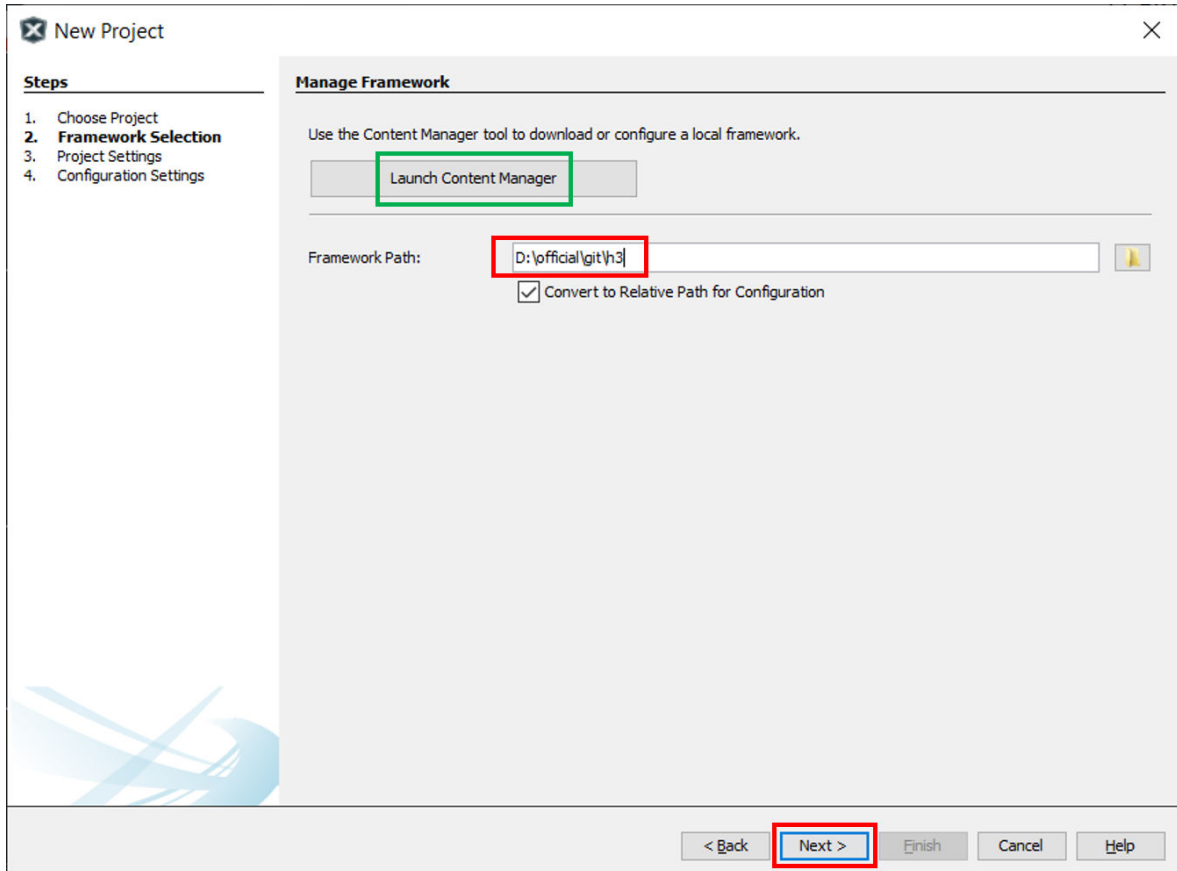 New Project
Steps
1. Choose Project
2. Framework Selection
3. Project Settings
4. Configuration Settings
Manage Framework
Use the Content Manager tool to download or configure a local framework.
Launch Content Manager
Framework Path: D:\official\git\h3
Convert to Relative Path for Configuration
< Back Next > Finish Cancel Help